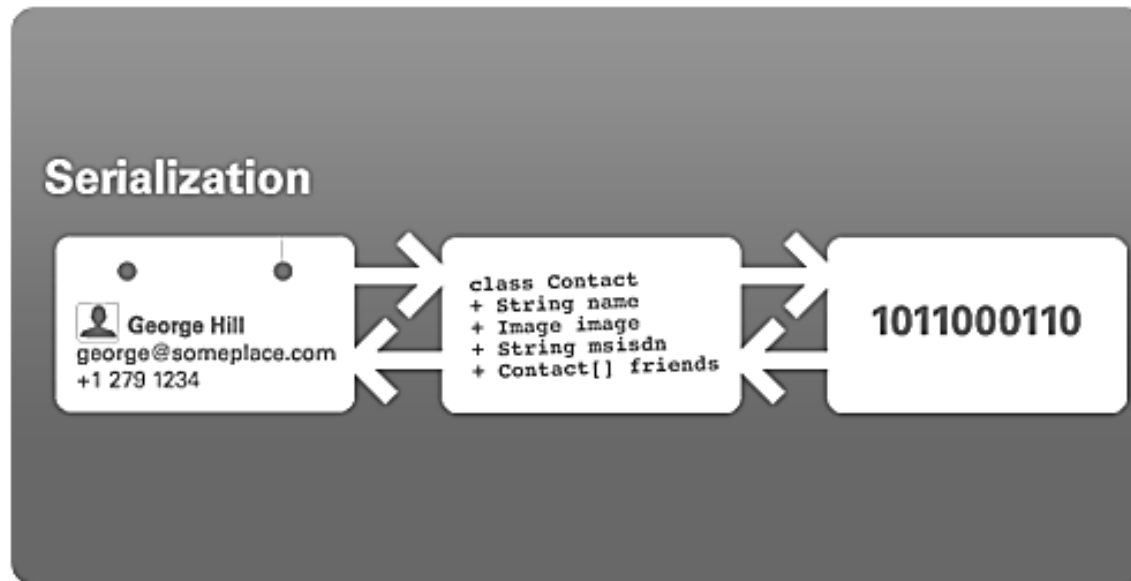 Serialization
George Hill
george@someplace.com
+1 279 1234
class Contact
+ String name
+ Image image
+ String msisdn
+ Contact[] friends
1011000110